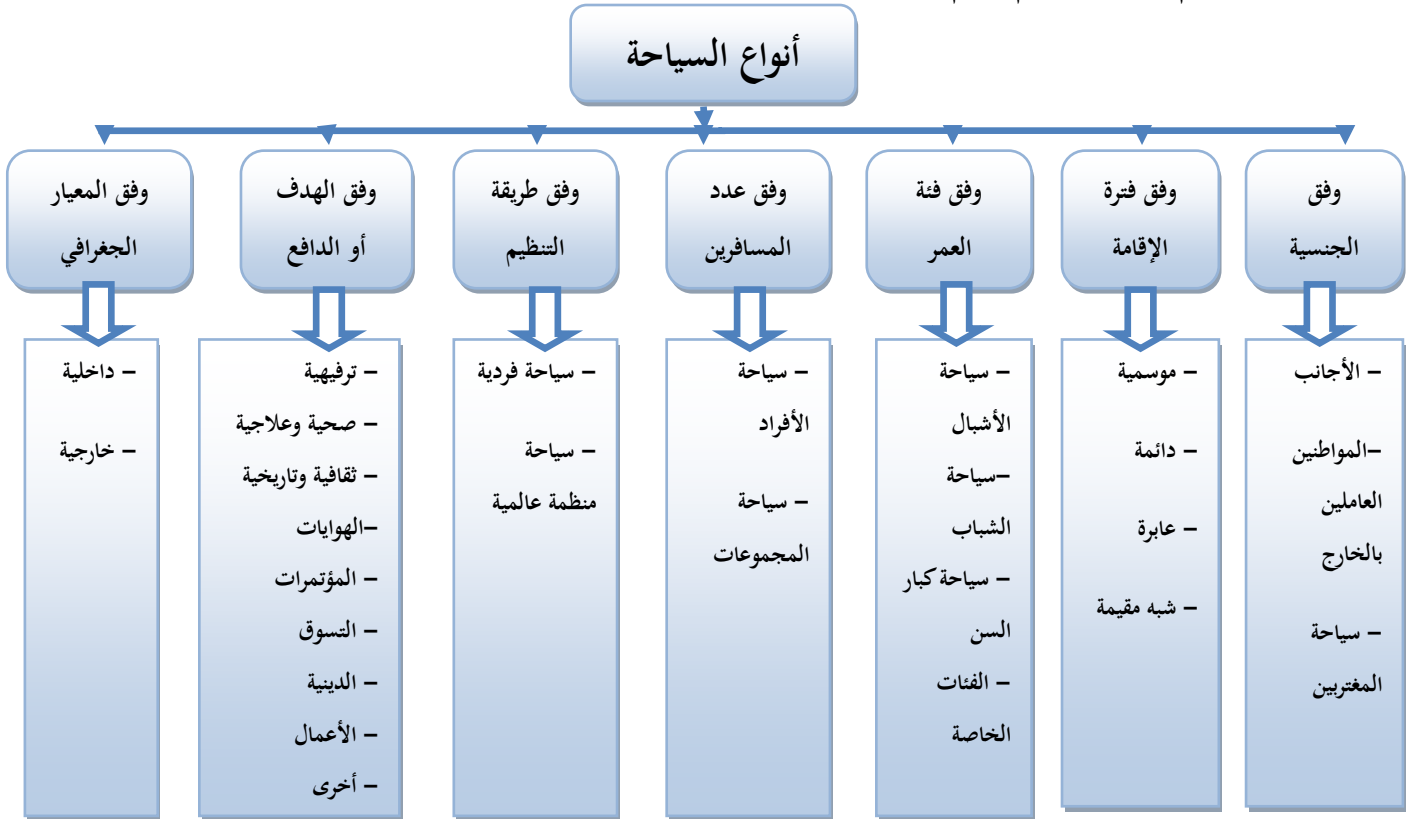 أنواع السياحة
وفق
الجنسية
وفق فترة
الإقامة
وفق فئة
العمر
وفق عدد
المسافرين
وفق طريقة
التنظيم
وفق الهدف
أو الدافع
وفق المعيار
الجغرافي
– الأجانب
–المواطنين
العاملين
بالخارج
– سياحة
المغتربين
– موسمية
– دائمة
– عابرة
– شبه مقيمة
– سياحة
الأشبال
–سياحة
الشباب
– سياحة كبار
السن
– الفئات
الخاصة
– سياحة
الأفراد
– سياحة
المجموعات
– سياحة فردية
– سياحة
منظمة عالمية
– ترفيهية
– صحية وعلاجية
– ثقافية وتاريخية
–الهوايات
– المؤتمرات
– التسوق
– الدينية
– الأعمال
– أخرى
– داخلية
– خارجية